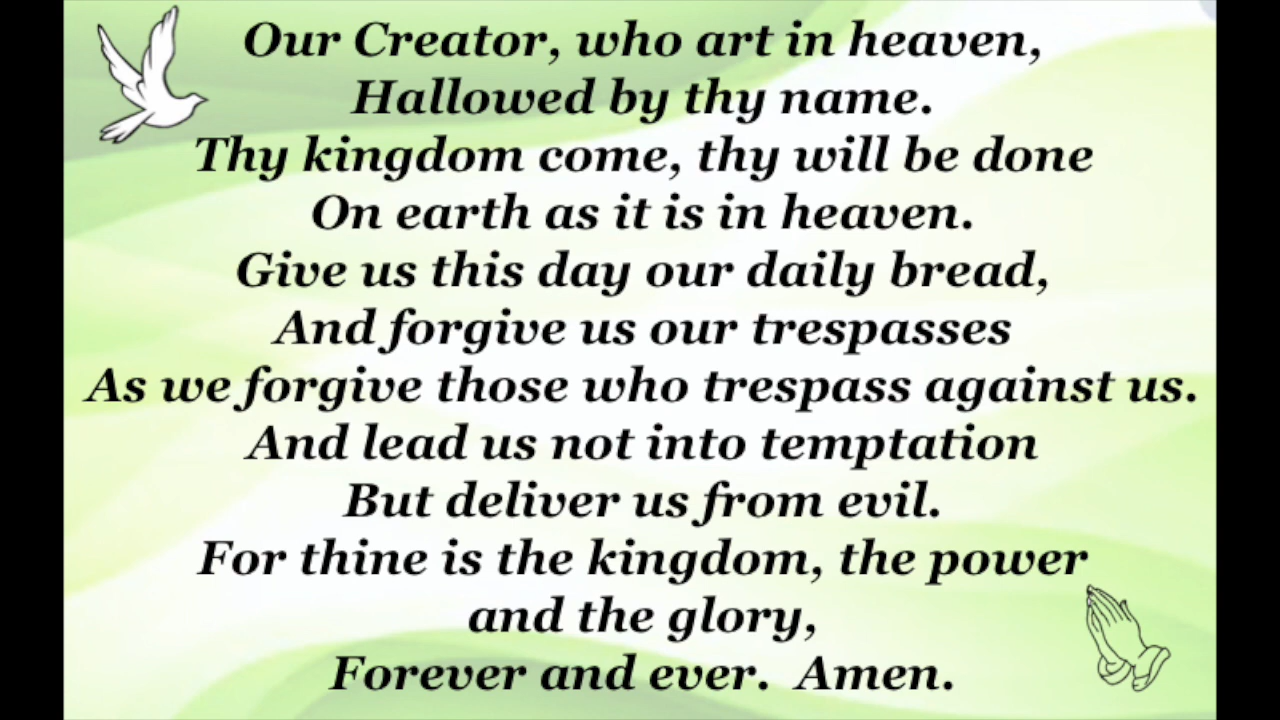 Our Creator, who art in heaven,
Hallowed by thy name.
Thy kingdom come, thy will be done
On earth as it is in heaven.
Give us this day our daily bread,
And forgive us our trespasses
As we forgive those who trespass against us.
And lead us not into temptation
But deliver us from evil.
For thine is the kingdom, the power
and the glory,
Forever and ever.  Amen.